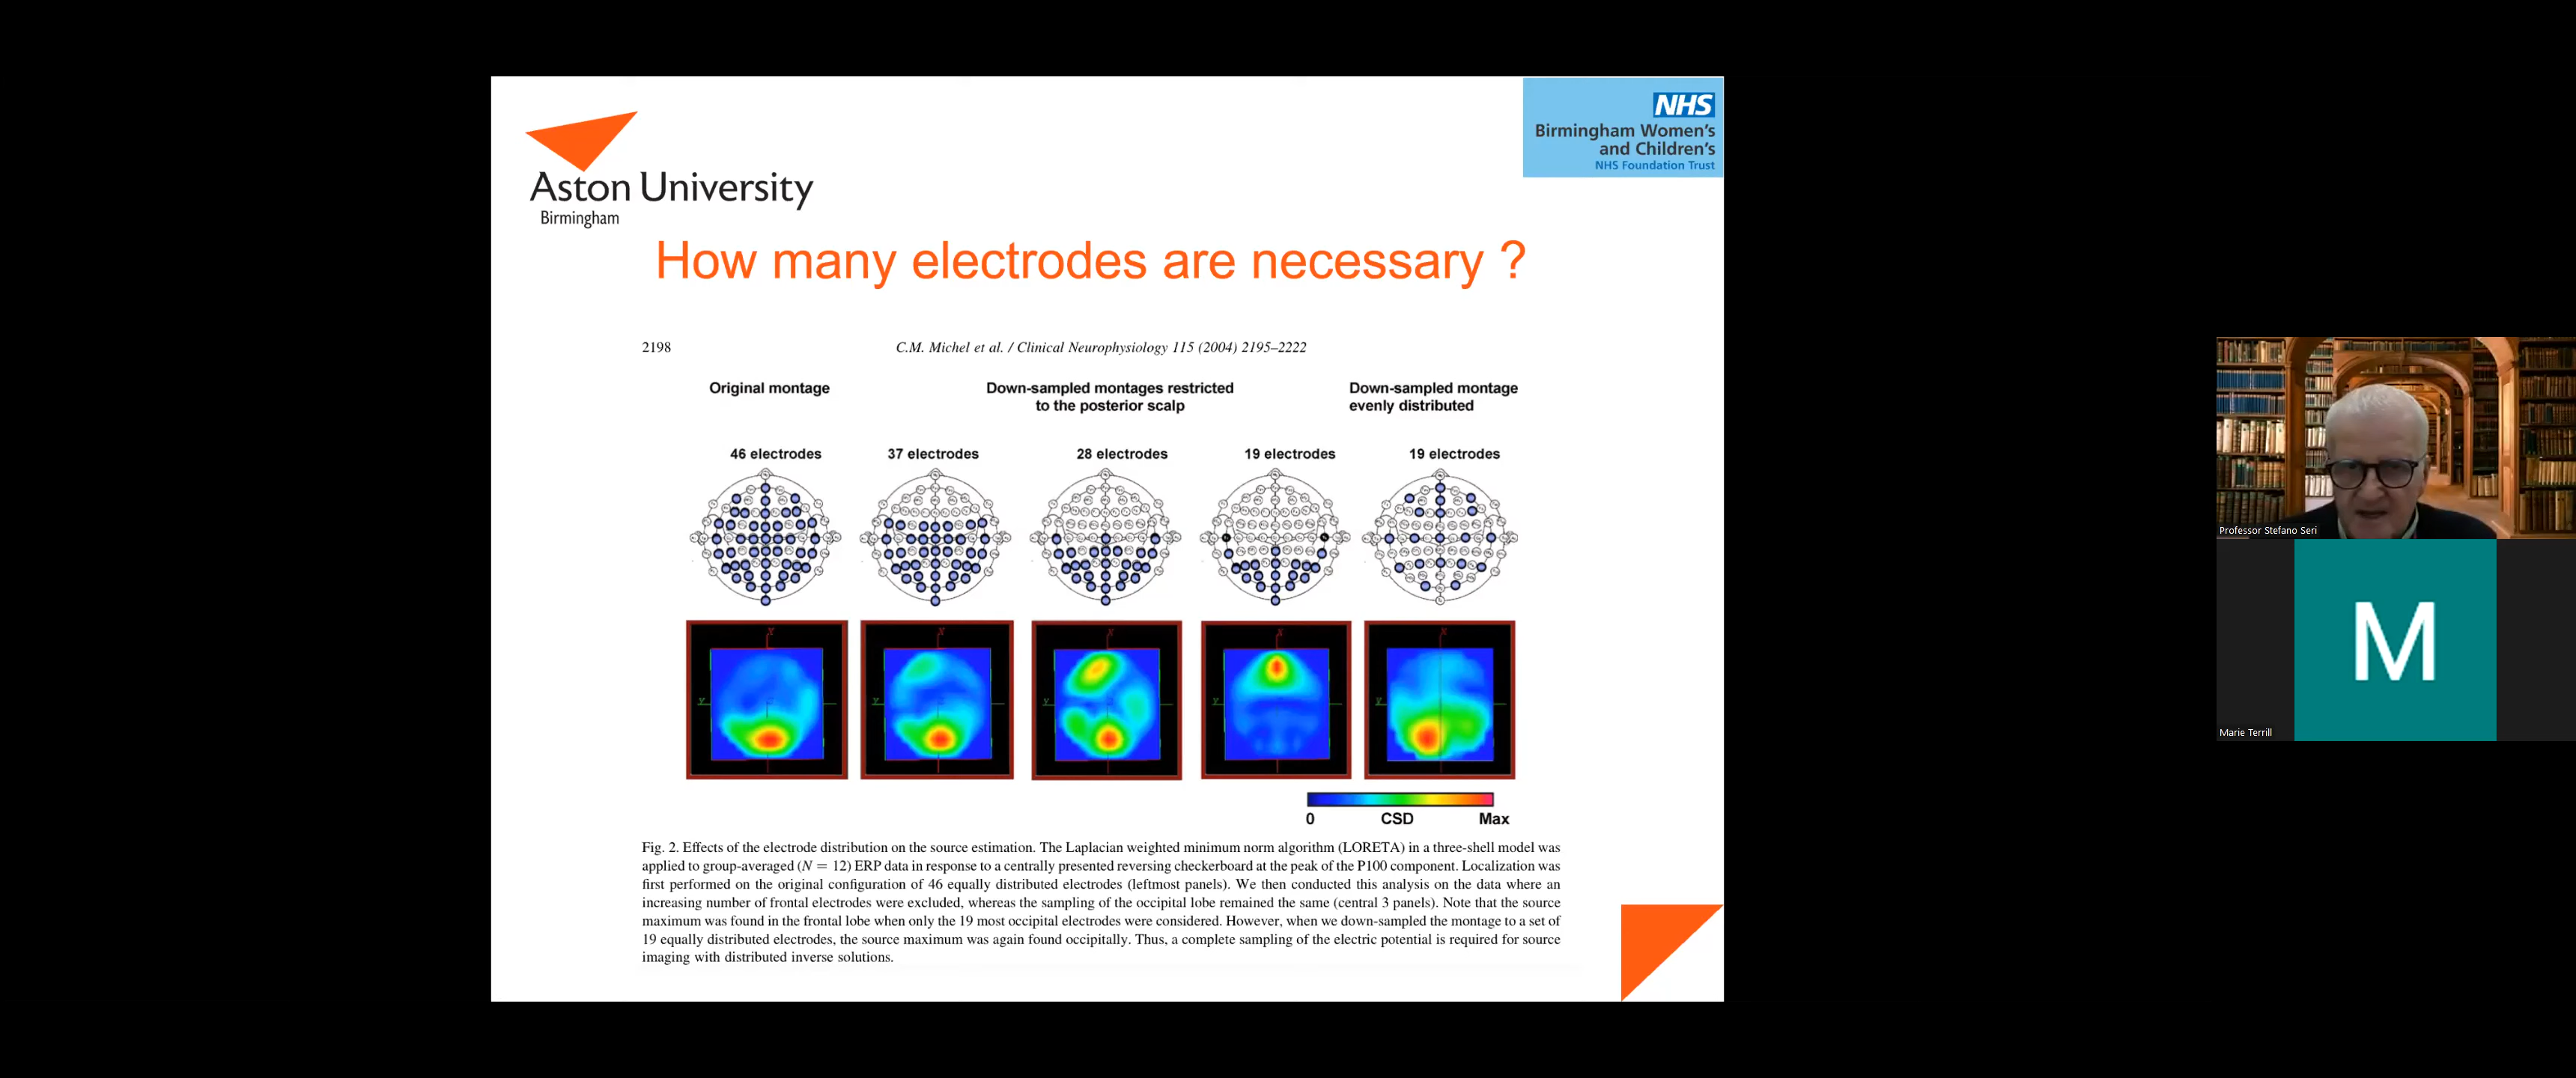 Aston University
Birmingham
NHS
Birmingham Women's
and Children's
NHS Foundation Trust
How many electrodes are necessary ?
2198
C.M. Michel et al. / Clinical Neurophysiology 115 (2004) 2195–2222
Original montage
Down-sampled montages restricted
to the posterior scalp
Down-sampled montage
evenly distributed
46 electrodes
37 electrodes
28 electrodes
19 electrodes
19 electrodes
X
X
X
X
X
Y
Y
Y
Y
Y
0 CSD Max
Fig. 2. Effects of the electrode distribution on the source estimation. The Laplacian weighted minimum norm algorithm (LORETA) in a three-shell model was
applied to group-averaged (N = 12) ERP data in response to a centrally presented reversing checkerboard at the peak of the P100 component. Localization was
first performed on the original configuration of 46 equally distributed electrodes (leftmost panels). We then conducted this analysis on the data where an
increasing number of frontal electrodes were excluded, whereas the sampling of the occipital lobe remained the same (central 3 panels). Note that the source
maximum was found in the frontal lobe when only the 19 most occipital electrodes were considered. However, when we down-sampled the montage to a set of
19 equally distributed electrodes, the source maximum was again found occipitally. Thus, a complete sampling of the electric potential is required for source
imaging with distributed inverse solutions.
Professor Stefano Seri
M
Marie Terrill